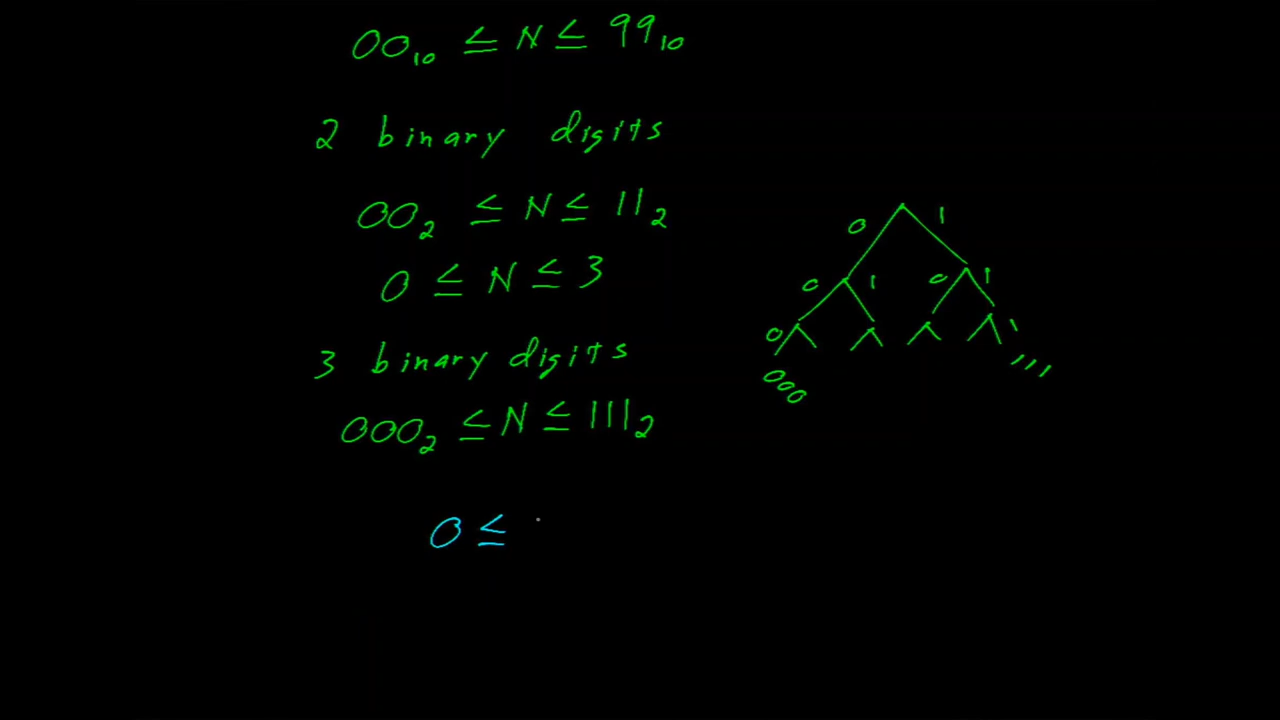 00₁₀ ≤ N ≤ 99₁₀
2 binary digits
00₂ ≤ N ≤ 11₂
0 ≤ N ≤ 3
3 binary digits
000₂ ≤ N ≤ 111₂
0 ≤
0 1
0 1 0 1
0 1
000 111